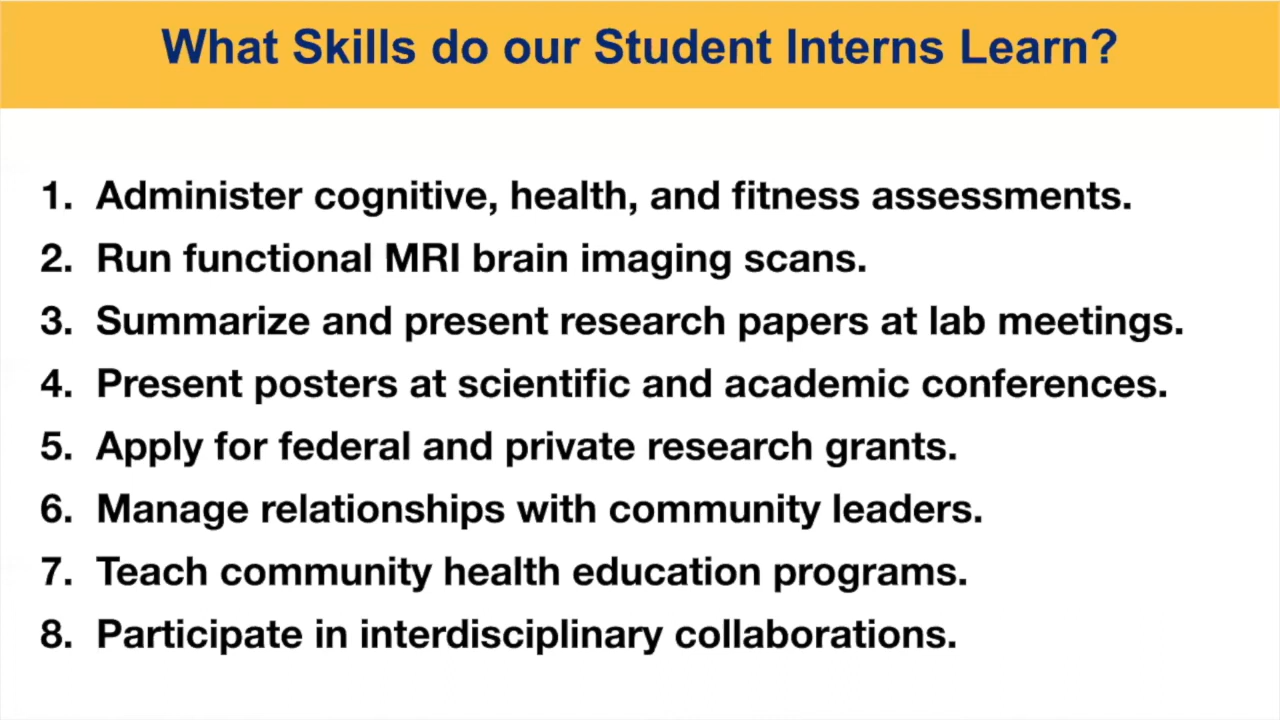 What Skills do our Student Interns Learn?
1. Administer cognitive, health, and fitness assessments.
2. Run functional MRI brain imaging scans.
3. Summarize and present research papers at lab meetings.
4. Present posters at scientific and academic conferences.
5. Apply for federal and private research grants.
6. Manage relationships with community leaders.
7. Teach community health education programs.
8. Participate in interdisciplinary collaborations.